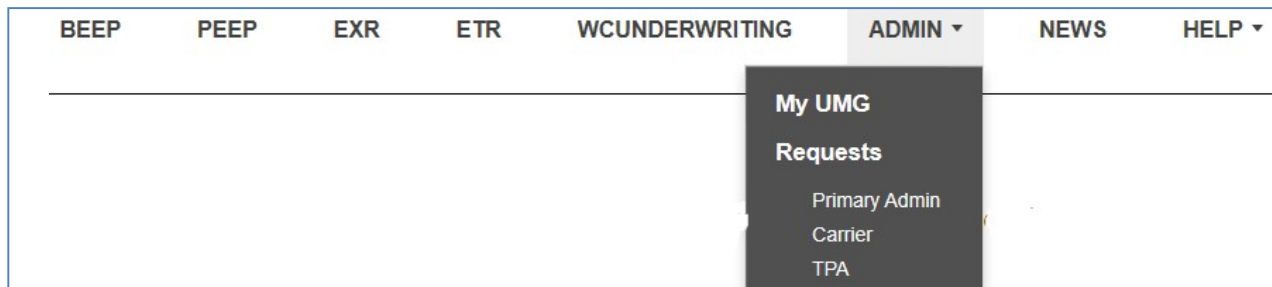 BEEP PEEP EXR ETR WCUNDERWRITING ADMIN NEWS HELP
My UMG
Requests
Primary Admin
Carrier
TPA